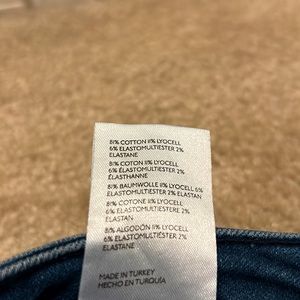 81% COTTON 11% LYOCELL
6% ELASTOMULTIESTER 2%
ELASTANE
81% COTON 11% LYOCELL
6% ELASTOMULTIESTER 2%
ÉLASTHANNE
81% BAUMWOLLE 11% LYOCELL 6%
ELASTOMULTIESTER 2% ELASTAN
81% COTONE 11% LYOCELL
6% ELASTOMULTIESTERE 2%
ELASTAN
81% ALGODÓN 11% LYOCELL
6% ELASTOMULTIÉSTER 2%
ELASTANE
MADE IN TURKEY
HECHO EN TURQUÍA